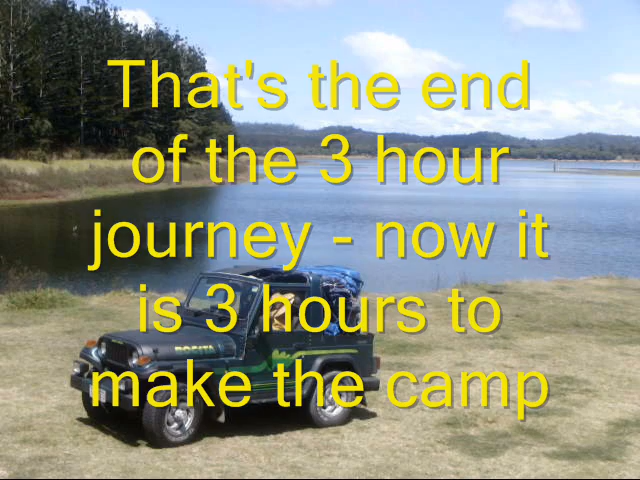 That's the end
of the 3 hour
journey - now it
is 3 hours to
make the camp